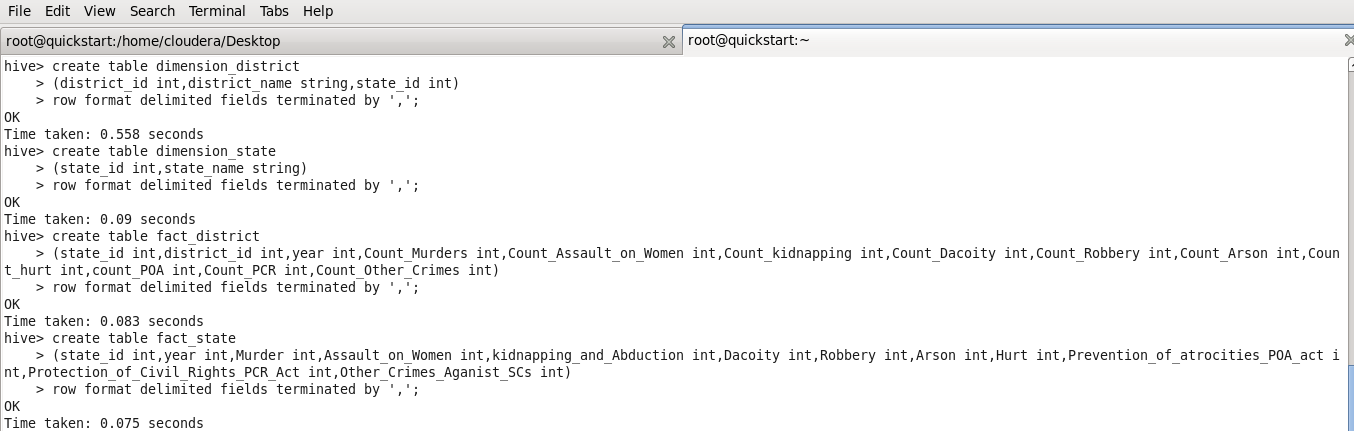 File Edit View Search Terminal Tabs Help
root@quickstart:/home/cloudera/Desktop
root@quickstart:~
hive> create table dimension_district
    > (district_id int,district_name string,state_id int)
    > row format delimited fields terminated by ',';
OK
Time taken: 0.558 seconds
hive> create table dimension_state
    > (state_id int,state_name string)
    > row format delimited fields terminated by ',';
OK
Time taken: 0.09 seconds
hive> create table fact_district
    > (state_id int,district_id int,year int,Count_Murders int,Count_Assault_on_Women int,Count_kidnapping int,Count_Dacoity int,Count_Robbery int,Count_Arson int,Coun
t_hurt int,count_POA int,Count_PCR int,Count_Other_Crimes int)
    > row format delimited fields terminated by ',';
OK
Time taken: 0.083 seconds
hive> create table fact_state
    > (state_id int,year int,Murder int,Assault_on_Women int,kidnapping_and_Abduction int,Dacoity int,Robbery int,Arson int,Hurt int,Prevention_of_atrocities_POA_act i
nt,Protection_of_Civil_Rights_PCR_Act int,Other_Crimes_Aganist_SCs int)
    > row format delimited fields terminated by ',';
OK
Time taken: 0.075 seconds